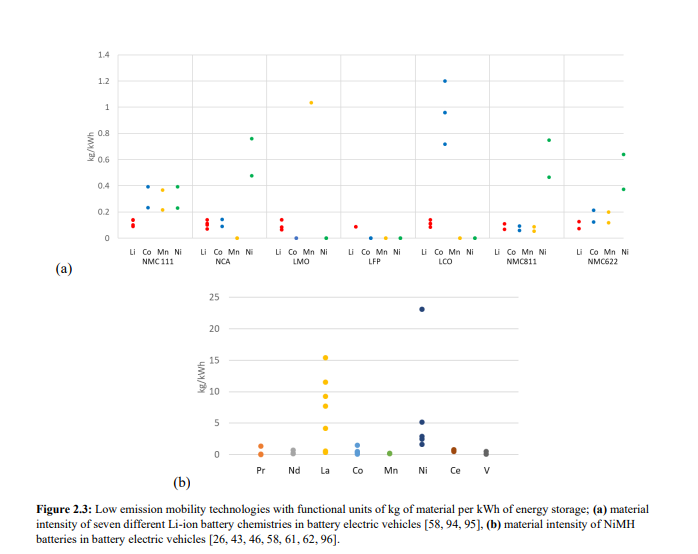 1.4
1.2
1
0.8
0.6
0.4
0.2
0
kg/kWh
Li Co Mn Ni Li Co Mn Ni Li Co Mn Ni Li Co Mn Ni Li Co Mn Ni Li Co Mn Ni Li Co Mn Ni
NMC 111 NCA LMO LFP LCO NMC811 NMC622
(a)
25
20
15
10
5
0
kg/kWh
Pr Nd La Co Mn Ni Ce V
(b)
Figure 2.3: Low emission mobility technologies with functional units of kg of material per kWh of energy storage; (a) material
intensity of seven different Li-ion battery chemistries in battery electric vehicles [58, 94, 95], (b) material intensity of NiMH
batteries in battery electric vehicles [26, 43, 46, 58, 61, 62, 96].